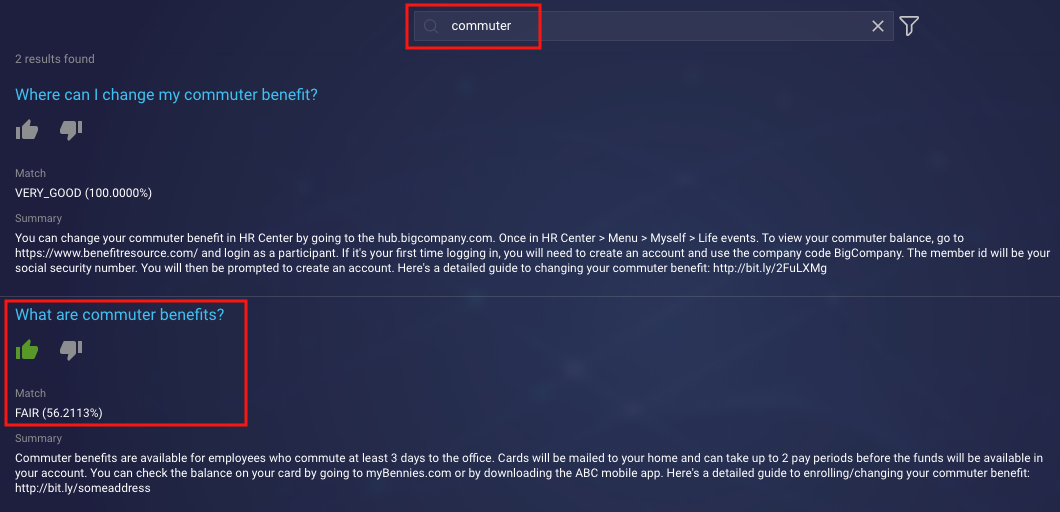 commuter
2 results found
Where can I change my commuter benefit?
Match
VERY_GOOD (100.0000%)
Summary
You can change your commuter benefit in HR Center by going to the hub.bigcompany.com. Once in HR Center > Menu > Myself > Life events. To view your commuter balance, go to
https://www.benefitresource.com/ and login as a participant. If it's your first time logging in, you will need to create an account and use the company code BigCompany. The member id will be your
social security number. You will then be prompted to create an account. Here's a detailed guide to changing your commuter benefit: http://bit.ly/2FuLXMg
What are commuter benefits?
Match
FAIR (56.2113%)
Summary
Commuter benefits are available for employees who commute at least 3 days to the office. Cards will be mailed to your home and can take up to 2 pay periods before the funds will be available in
your account. You can check the balance on your card by going to myBennies.com or by downloading the ABC mobile app. Here's a detailed guide to enrolling/changing your commuter benefit:
http://bit.ly/someaddress